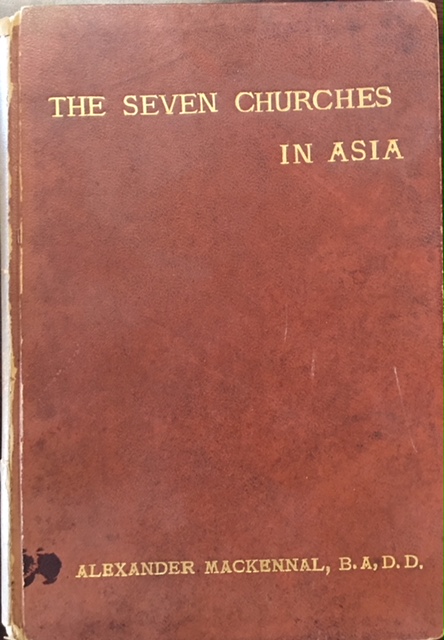 THE SEVEN CHURCHES
IN ASIA
ALEXANDER MACKENNAL, B.A, D.D.